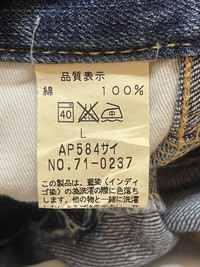 品質表示
綿 100%
40
L
AP584サイ
NO.71-0237
この製品は、藍染(インディ
ゴ染)の為洗濯の際に色落ち
します。他の物と一緒に洗濯